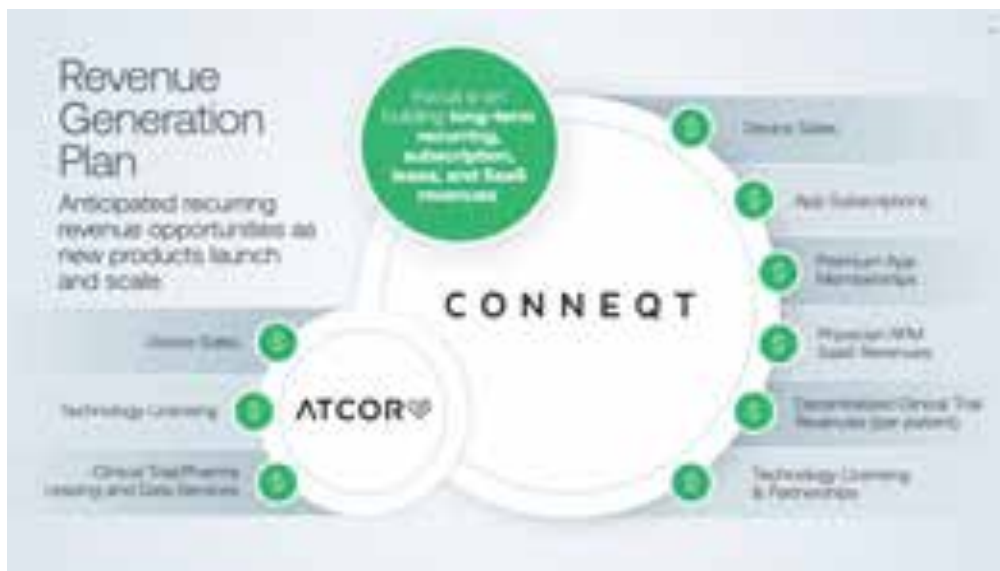 Revenue
Generation
Plan
Anticipated recurring
revenue opportunities as
new products launch
and scale
Focus is on
building long-term
recurring,
subscription,
lease, and SaaS
revenues
CONNEQT
ATCOR
Device Sales
Technology Licensing
Clinical Trial/Pharma
Leasing and Data Services
Device Sales
App Subscriptions
Premium App
Memberships
Physician RPM
SaaS Revenues
Decentralized Clinical Trial
Revenues (per patient)
Technology Licensing
& Partnerships